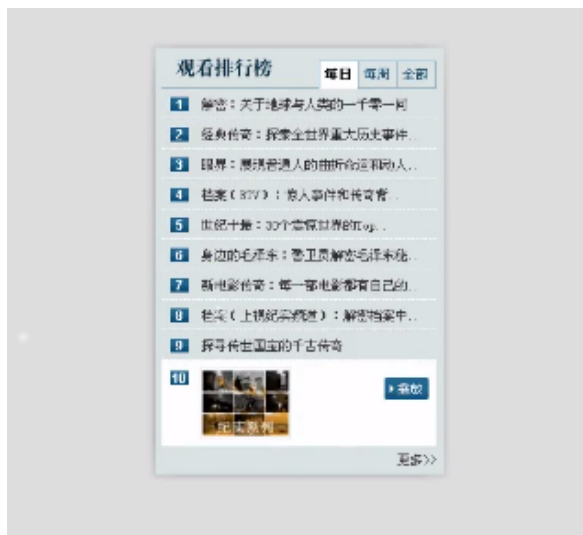 观看排行榜 每日 每周 全部
1 解密：关于地球与人类的一千零一问
2 经典传奇：探索全世界重大历史事件..
3 眼界：展现普通人的曲折命运和动人..
4 档案（BTV）：惊人事件和传奇背..
5 世纪十最：30个震惊世界的Top..
6 身边的毛泽东：警卫员解密毛泽东秘..
7 新电影传奇：每一部电影都有自己的..
8 档案（上视纪实频道）：解密档案中..
9 探寻传世国宝的千古传奇
10 播放
更多>>